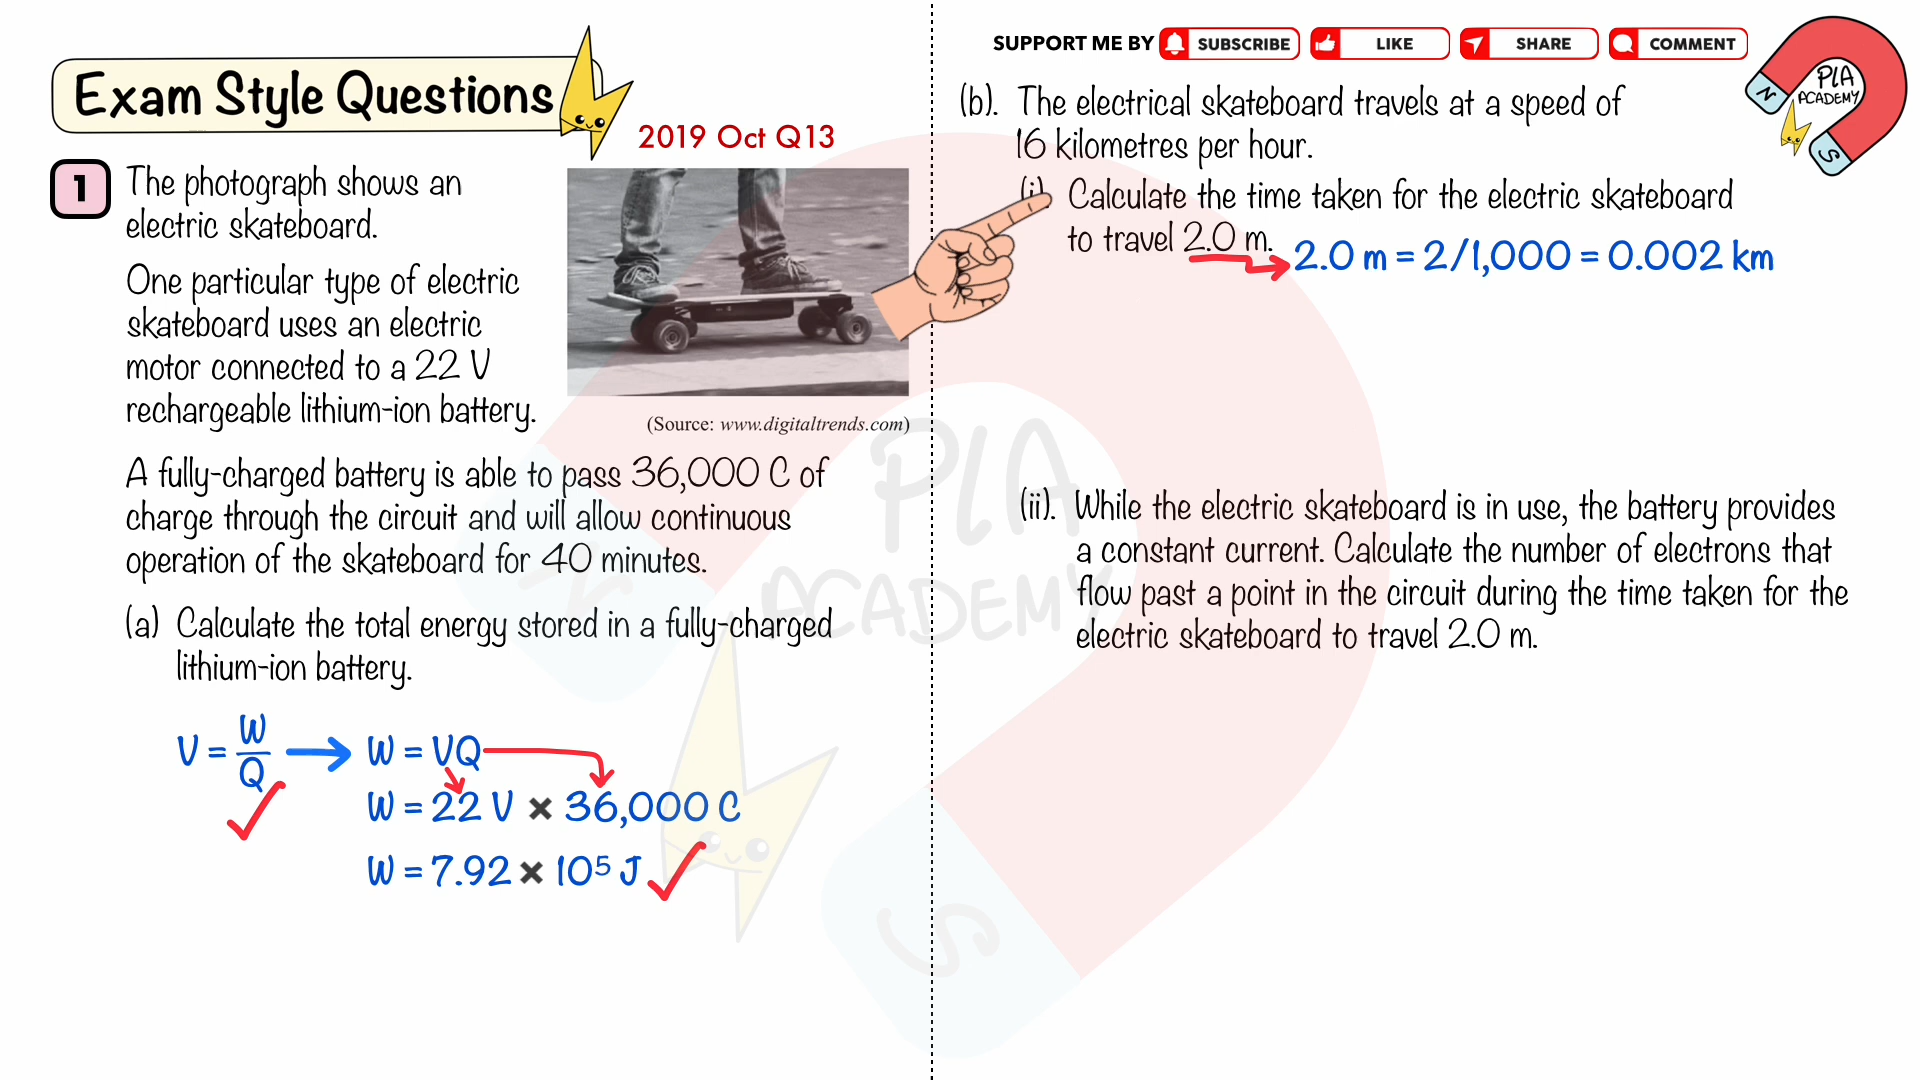 Exam Style Questions
2019 Oct Q13
1
The photograph shows an
electric skateboard.
One particular type of electric
skateboard uses an electric
motor connected to a 22 V
rechargeable lithium-ion battery.
(Source: www.digitaltrends.com)
A fully-charged battery is able to pass 36,000 C of
charge through the circuit and will allow continuous
operation of the skateboard for 40 minutes.
(a) Calculate the total energy stored in a fully-charged
lithium-ion battery.
V = W/Q → W = VQ
W = 22 V × 36,000 C
W = 7.92 × 10⁵ J
SUPPORT ME BY SUBSCRIBE LIKE SHARE COMMENT
PLA
ACADEMY
N
S
(b). The electrical skateboard travels at a speed of
16 kilometres per hour.
(i). Calculate the time taken for the electric skateboard
to travel 2.0 m.
2.0 m = 2/1,000 = 0.002 km
(ii). While the electric skateboard is in use, the battery provides
a constant current. Calculate the number of electrons that
flow past a point in the circuit during the time taken for the
electric skateboard to travel 2.0 m.
PLA
ACADEMY
N
S